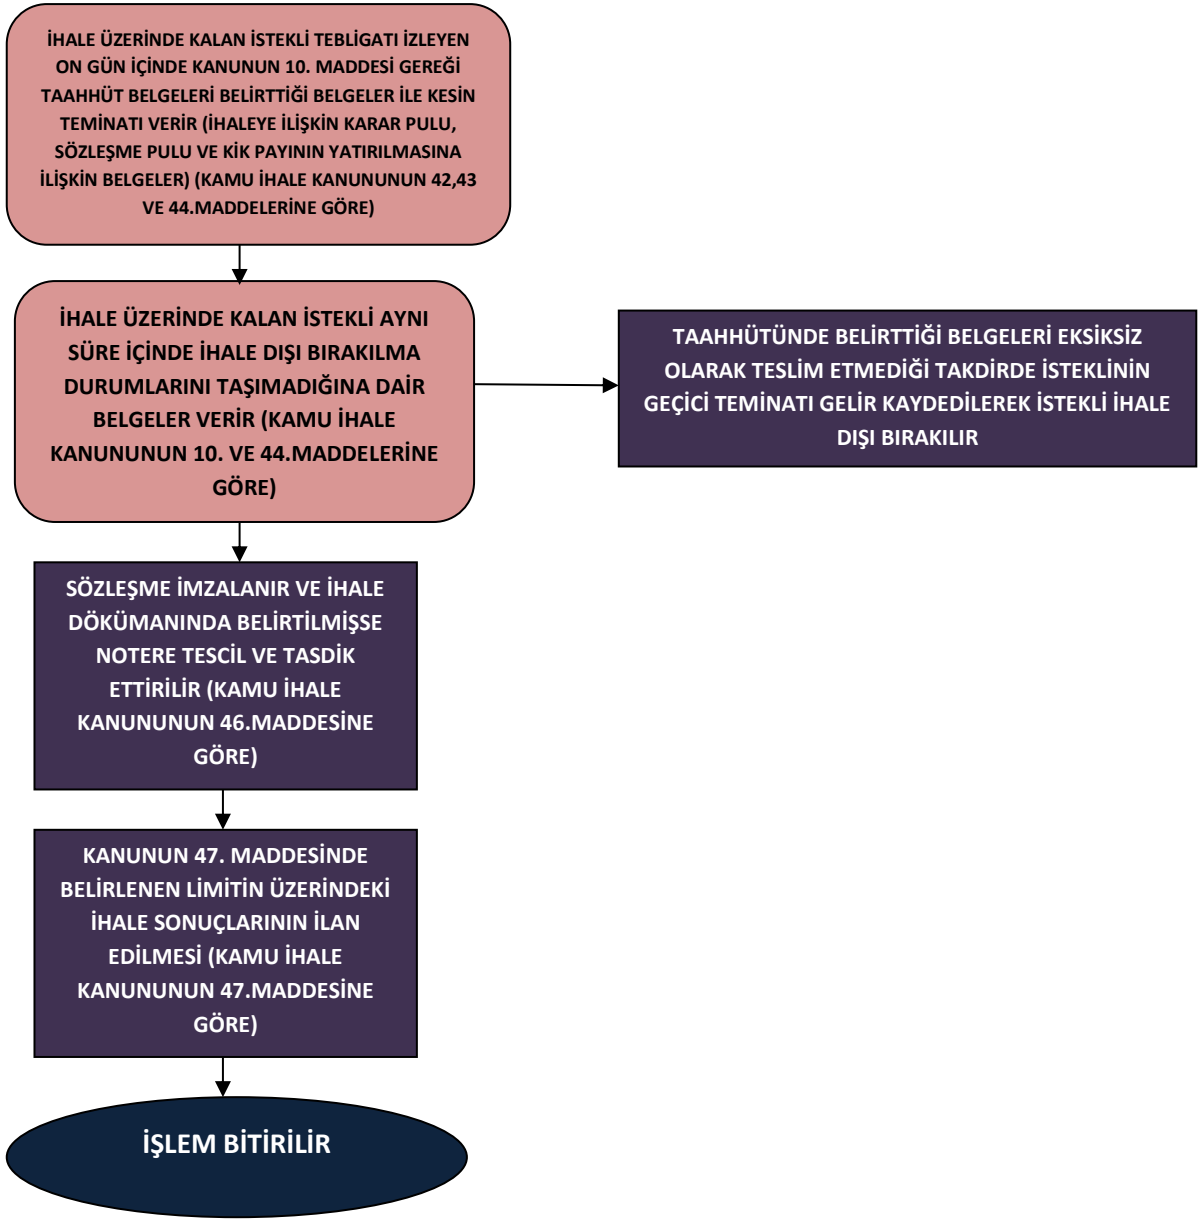 İHALE ÜZERİNDE KALAN İSTEKLİ TEBLİGATI İZLEYEN
ON GÜN İÇİNDE KANUNUN 10. MADDESİ GEREĞİ
TAAHHÜT BELGELERİ BELİRTTİĞİ BELGELER İLE KESİN
TEMİNATI VERİR (İHALEYE İLİŞKİN KARAR PULU,
SÖZLEŞME PULU VE KİK PAYININ YATIRILMASINA
İLİŞKİN BELGELER) (KAMU İHALE KANUNUNUN 42,43
VE 44.MADDELERİNE GÖRE)
İHALE ÜZERİNDE KALAN İSTEKLİ AYNI
SÜRE İÇİNDE İHALE DIŞI BIRAKILMA
DURUMLARINI TAŞIMADIĞINA DAİR
BELGELER VERİR (KAMU İHALE
KANUNUNUN 10. VE 44.MADDELERİNE
GÖRE)
TAAHHÜTÜNDE BELİRTTİĞİ BELGELERİ EKSİKSİZ
OLARAK TESLİM ETMEDİĞİ TAKDİRDE İSTEKLİNİN
GEÇİCİ TEMİNATI GELİR KAYDEDİLEREK İSTEKLİ İHALE
DIŞI BIRAKILIR
SÖZLEŞME İMZALANIR VE İHALE
DÖKÜMANINDA BELİRTİLMİŞSE
NOTERE TESCİL VE TASDİK
ETTİRİLİR (KAMU İHALE
KANUNUNUN 46.MADDESİNE
GÖRE)
KANUNUN 47. MADDESİNDE
BELİRLENEN LİMİTİN ÜZERİNDEKİ
İHALE SONUÇLARININ İLAN
EDİLMESİ (KAMU İHALE
KANUNUNUN 47.MADDESİNE
GÖRE)
İŞLEM BİTİRİLİR